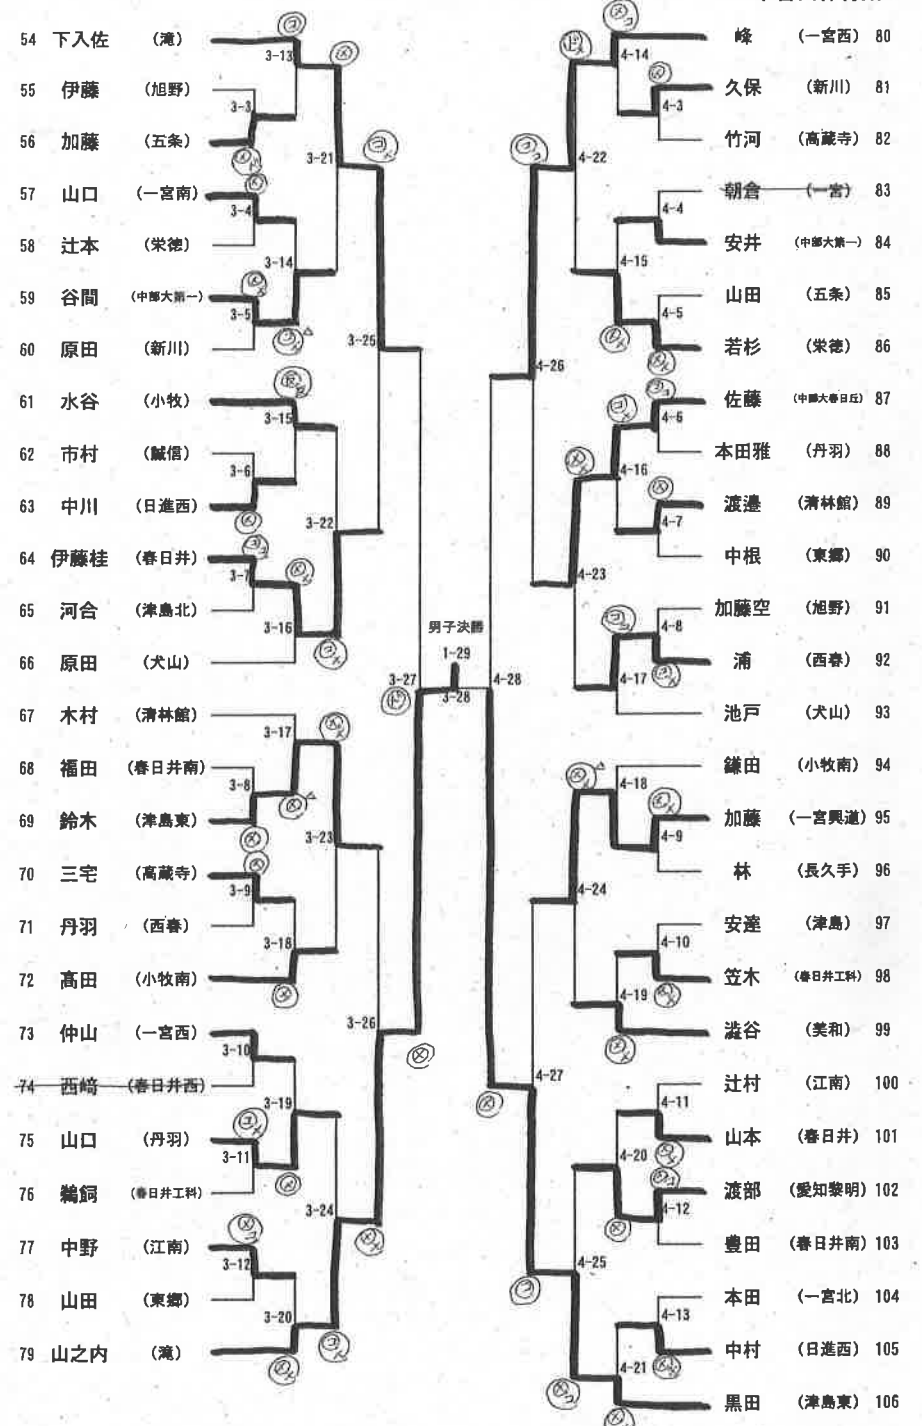 54 下入佐 (滝)
55 伊藤 (旭野)
56 加藤 (五条)
57 山口 (一宮南)
58 辻本 (栄徳)
59 谷間 (中部大第一)
60 原田 (新川)
61 水谷 (小牧)
62 市村 (誠信)
63 中川 (日進西)
64 伊藤桂 (春日井)
65 河合 (津島北)
66 原田 (犬山)
67 木村 (清林館)
68 福田 (春日井南)
69 鈴木 (津島東)
70 三宅 (高蔵寺)
71 丹羽 (西春)
72 髙田 (小牧南)
73 仲山 (一宮西)
74 西﨑 (春日井西)
75 山口 (丹羽)
76 鵜飼 (春日井工科)
77 中野 (江南)
78 山田 (東郷)
79 山之内 (滝)
3-3
3-4
3-5
3-6
3-7
3-8
3-9
3-10
3-11
3-12
3-13
3-14
3-15
3-16
3-17
3-18
3-19
3-20
3-21
3-22
3-23
3-24
3-25
3-26
3-27
男子決勝
1-29
3-28
4-28
4-27
4-26
4-25
4-24
4-23
4-22
4-14
4-15
4-16
4-17
4-18
4-19
4-20
4-21
4-3
4-4
4-5
4-6
4-7
4-8
4-9
4-10
4-11
4-12
4-13
峰 (一宮西) 80
久保 (新川) 81
竹河 (高蔵寺) 82
朝倉 (一宮) 83
安井 (中部大第一) 84
山田 (五条) 85
若杉 (栄徳) 86
佐藤 (中部大春日丘) 87
本田雅 (丹羽) 88
渡邉 (清林館) 89
中根 (東郷) 90
加藤空 (旭野) 91
浦 (西春) 92
池戸 (犬山) 93
鎌田 (小牧南) 94
加藤 (一宮興道) 95
林 (長久手) 96
安達 (津島) 97
笠木 (春日井工科) 98
澁谷 (美和) 99
辻村 (江南) 100
山本 (春日井) 101
渡部 (愛知黎明) 102
豊田 (春日井南) 103
本田 (一宮北) 104
中村 (日進西) 105
黒田 (津島東) 106